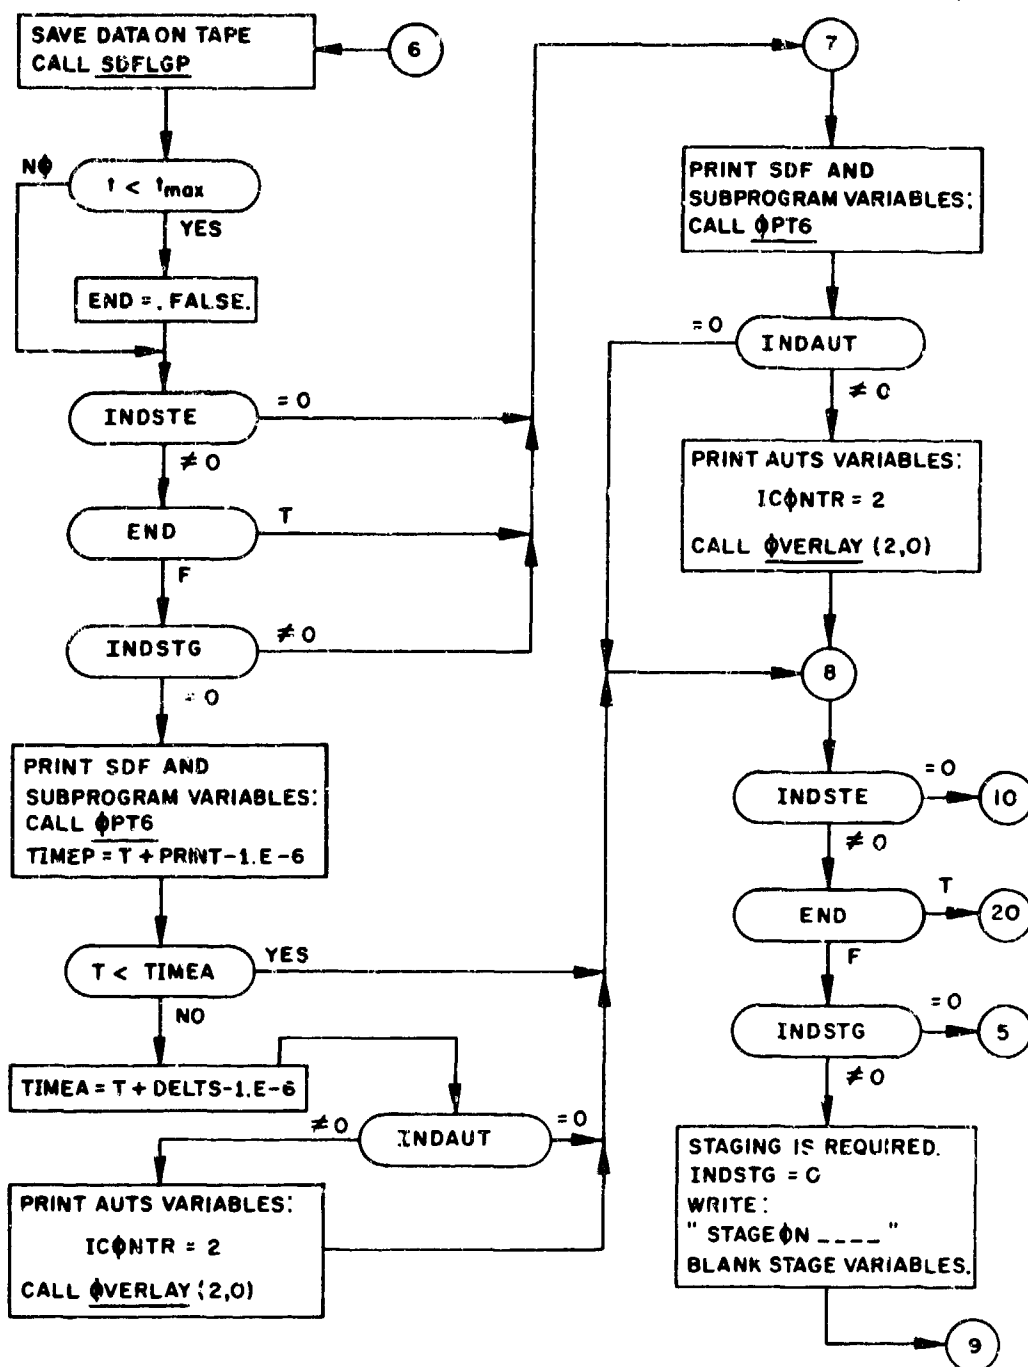 SAVE DATA ON TAPE
CALL SDFLGP
6
Nϕ
t < tmax
YES
END = .FALSE.
INDSTE
= 0
≠ 0
END
T
F
INDSTG
≠ 0
= 0
PRINT SDF AND
SUBPROGRAM VARIABLES:
CALL ϕPT6
TIMEP = T + PRINT-1.E-6
T < TIMEA
YES
NO
TIMEA = T + DELTS-1.E-6
≠ 0
INDAUT
= 0
PRINT AUTS VARIABLES:
ICϕNTR = 2
CALL ϕVERLAY (2,0)
7
PRINT SDF AND
SUBPROGRAM VARIABLES:
CALL ϕPT6
= 0
INDAUT
≠ 0
PRINT AUTS VARIABLES:
ICϕNTR = 2
CALL ϕVERLAY (2,0)
8
INDSTE
= 0
10
≠ 0
END
T
20
F
INDSTG
= 0
5
≠ 0
STAGING IS REQUIRED.
INDSTG = 0
WRITE:
" STAGEϕN _ _ _ _ "
BLANK STAGE VARIABLES.
9